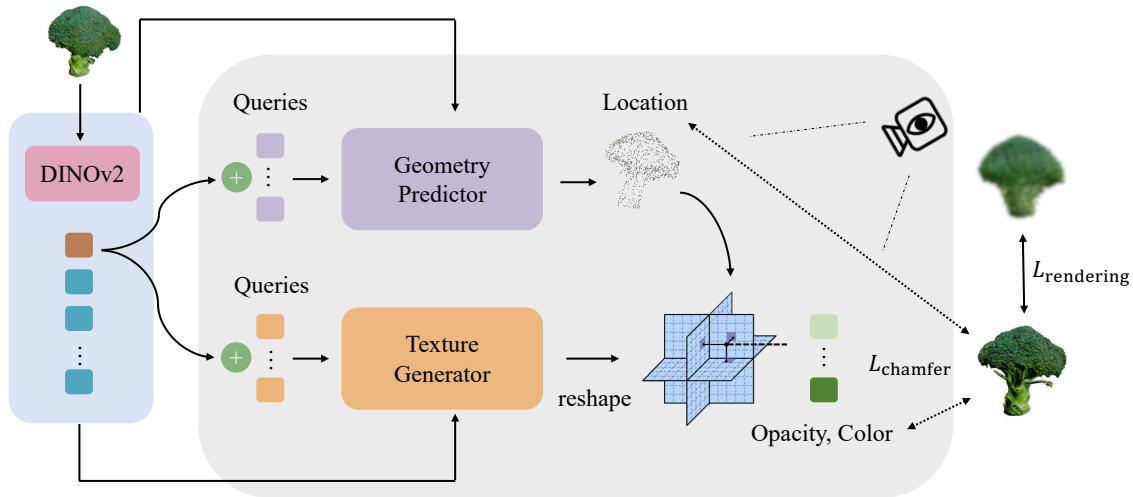 Queries
Location
DINOv2
+
Geometry
Predictor
L_rendering
Queries
+
Texture
Generator
reshape
L_chamfer
Opacity, Color